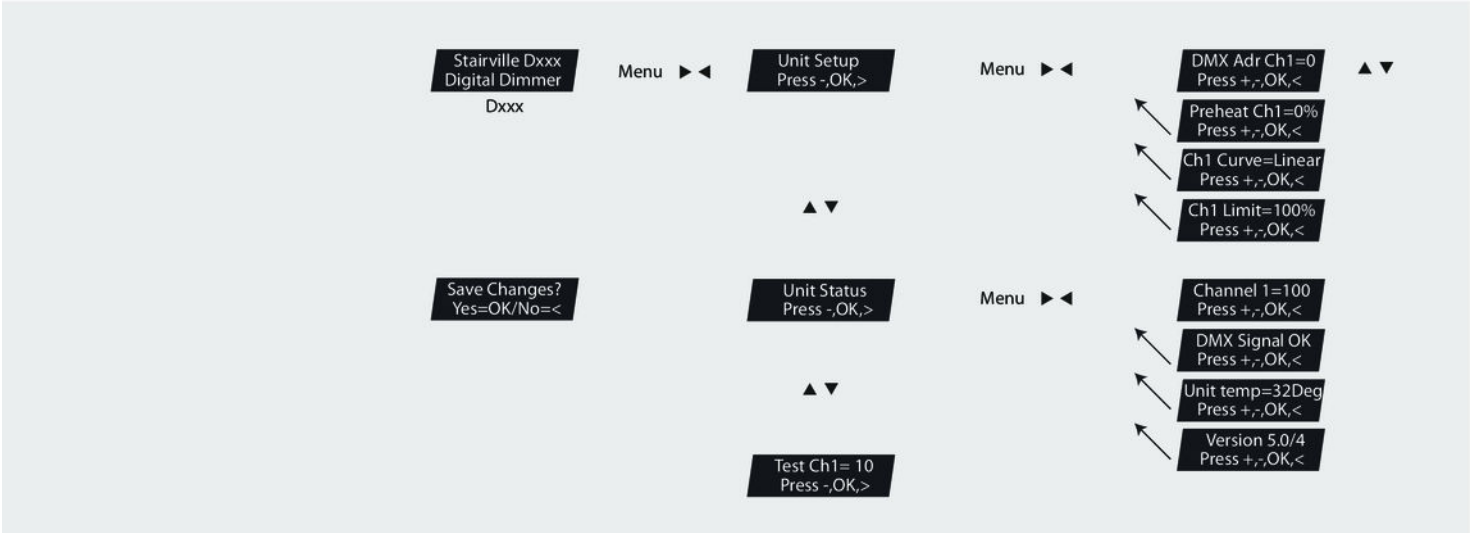 Stairville Dxxx
Digital Dimmer
Dxxx
Menu
Unit Setup
Press -,OK,>
Menu
DMX Adr Ch1=0
Press +,-,OK,<
Preheat Ch1=0%
Press +,-,OK,<
Ch1 Curve=Linear
Press +,-,OK,<
Ch1 Limit=100%
Press +,-,OK,<
Save Changes?
Yes=OK/No=<
Unit Status
Press -,OK,>
Menu
Channel 1=100
Press +,-,OK,<
DMX Signal OK
Press +,-,OK,<
Unit temp=32Deg
Press +,-,OK,<
Version 5.0/4
Press +,-,OK,<
Test Ch1= 10
Press -,OK,>